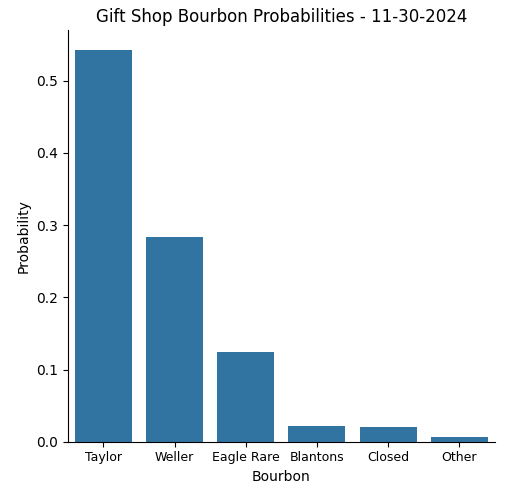 Gift Shop Bourbon Probabilities - 11-30-2024
0.5
0.4
0.3
0.2
0.1
0.0
Probability
Taylor Weller Eagle Rare Blantons Closed Other
Bourbon